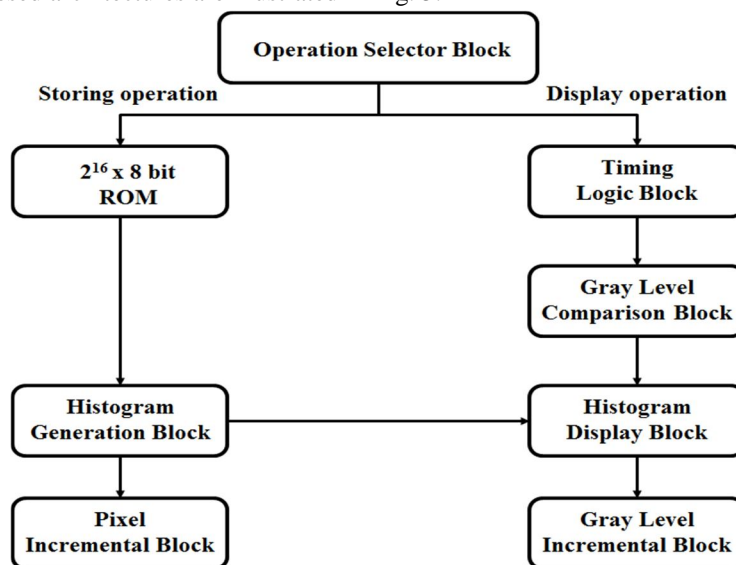 Operation Selector Block
Storing operation
Display operation
2¹⁶ x 8 bit
ROM
Timing
Logic Block
Gray Level
Comparison Block
Histogram
Generation Block
Histogram
Display Block
Pixel
Incremental Block
Gray Level
Incremental Block